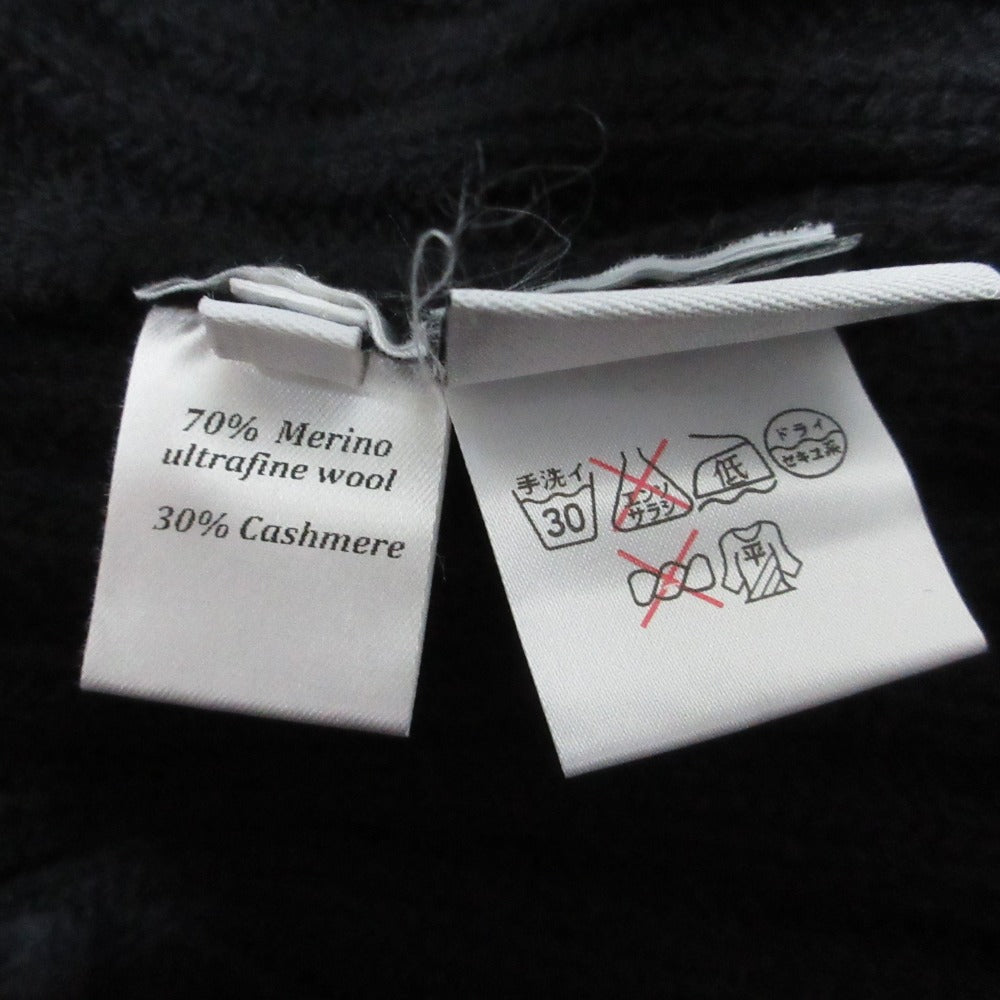 70% Merino
ultrafine wool
30% Cashmere
手洗イ
30
エンソ
サラシ
低
ドライ
セキユ系
平